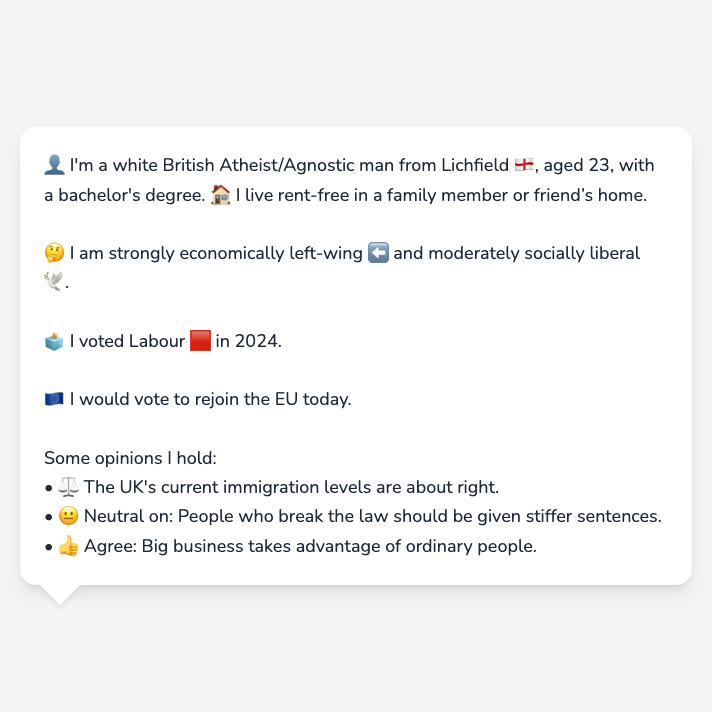 👤 I'm a white British Atheist/Agnostic man from Lichfield 🏴󠁧󠁢󠁥󠁮󠁧󠁿, aged 23, with
a bachelor's degree. 🏠 I live rent-free in a family member or friend’s home.
🤔 I am strongly economically left-wing ⬅️ and moderately socially liberal
🕊️.
🗳️ I voted Labour 🟥 in 2024.
🇪🇺 I would vote to rejoin the EU today.
Some opinions I hold:
• ⚖️ The UK's current immigration levels are about right.
• 😐 Neutral on: People who break the law should be given stiffer sentences.
• 👍 Agree: Big business takes advantage of ordinary people.